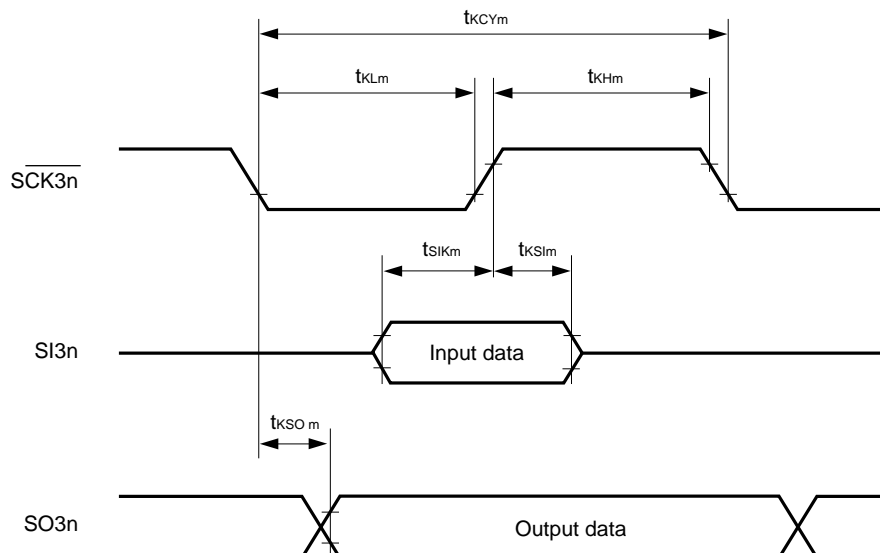 tKCYm
tKLm
tKHm
SCK3n
tSIKm
tKSIm
SI3n
Input data
tKSO m
SO3n
Output data